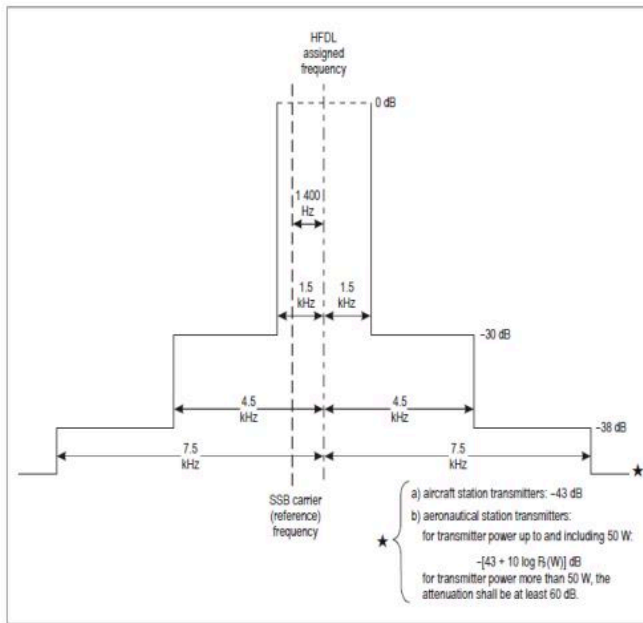 HFDL
assigned
frequency
0 dB
1 400
Hz
1.5
kHz
1.5
kHz
–30 dB
4.5
kHz
4.5
kHz
–38 dB
7.5
kHz
7.5
kHz
★
SSB carrier
(reference)
frequency
★
a) aircraft station transmitters: –43 dB
b) aeronautical station transmitters:
for transmitter power up to and including 50 W:
–[43 + 10 log (W)] dB
for transmitter power more than 50 W, the
attenuation shall be at least 60 dB.